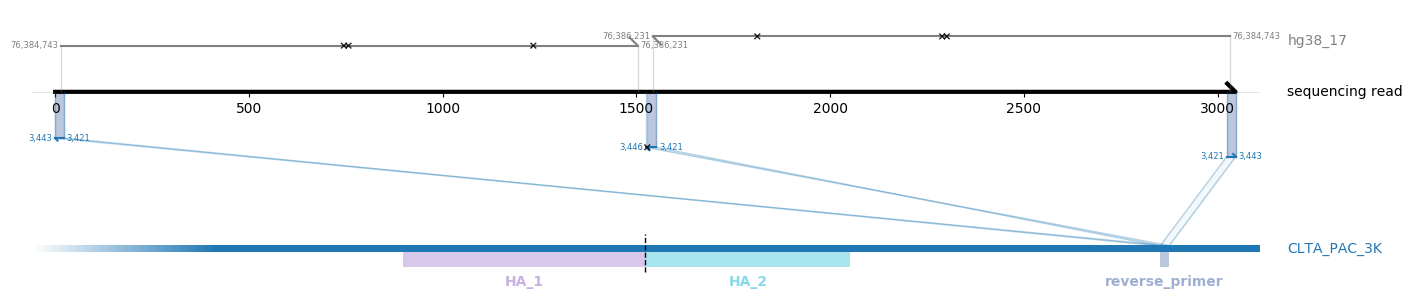 76,386,231 76,384,743 hg38_17
76,384,743 76,386,231
sequencing read
0 500 1000 1500 2000 2500 3000
3,443 3,421
3,446 3,421
3,421 3,443
CLTA_PAC_3K
HA_1 HA_2 reverse_primer